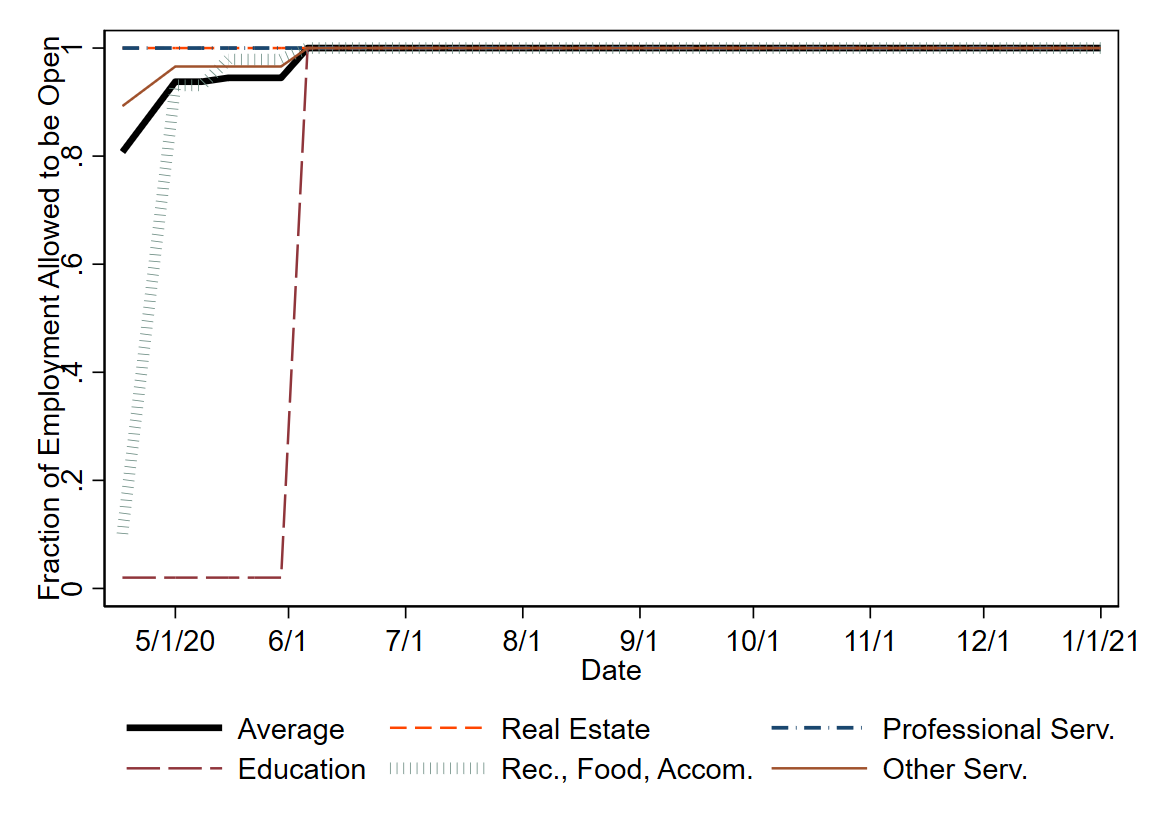 Fraction of Employment Allowed to be Open
1
.8
.6
.4
.2
0
5/1/20 6/1 7/1 8/1 9/1 10/1 11/1 12/1 1/1/21
Date
Average Real Estate Professional Serv.
Education Rec., Food, Accom. Other Serv.